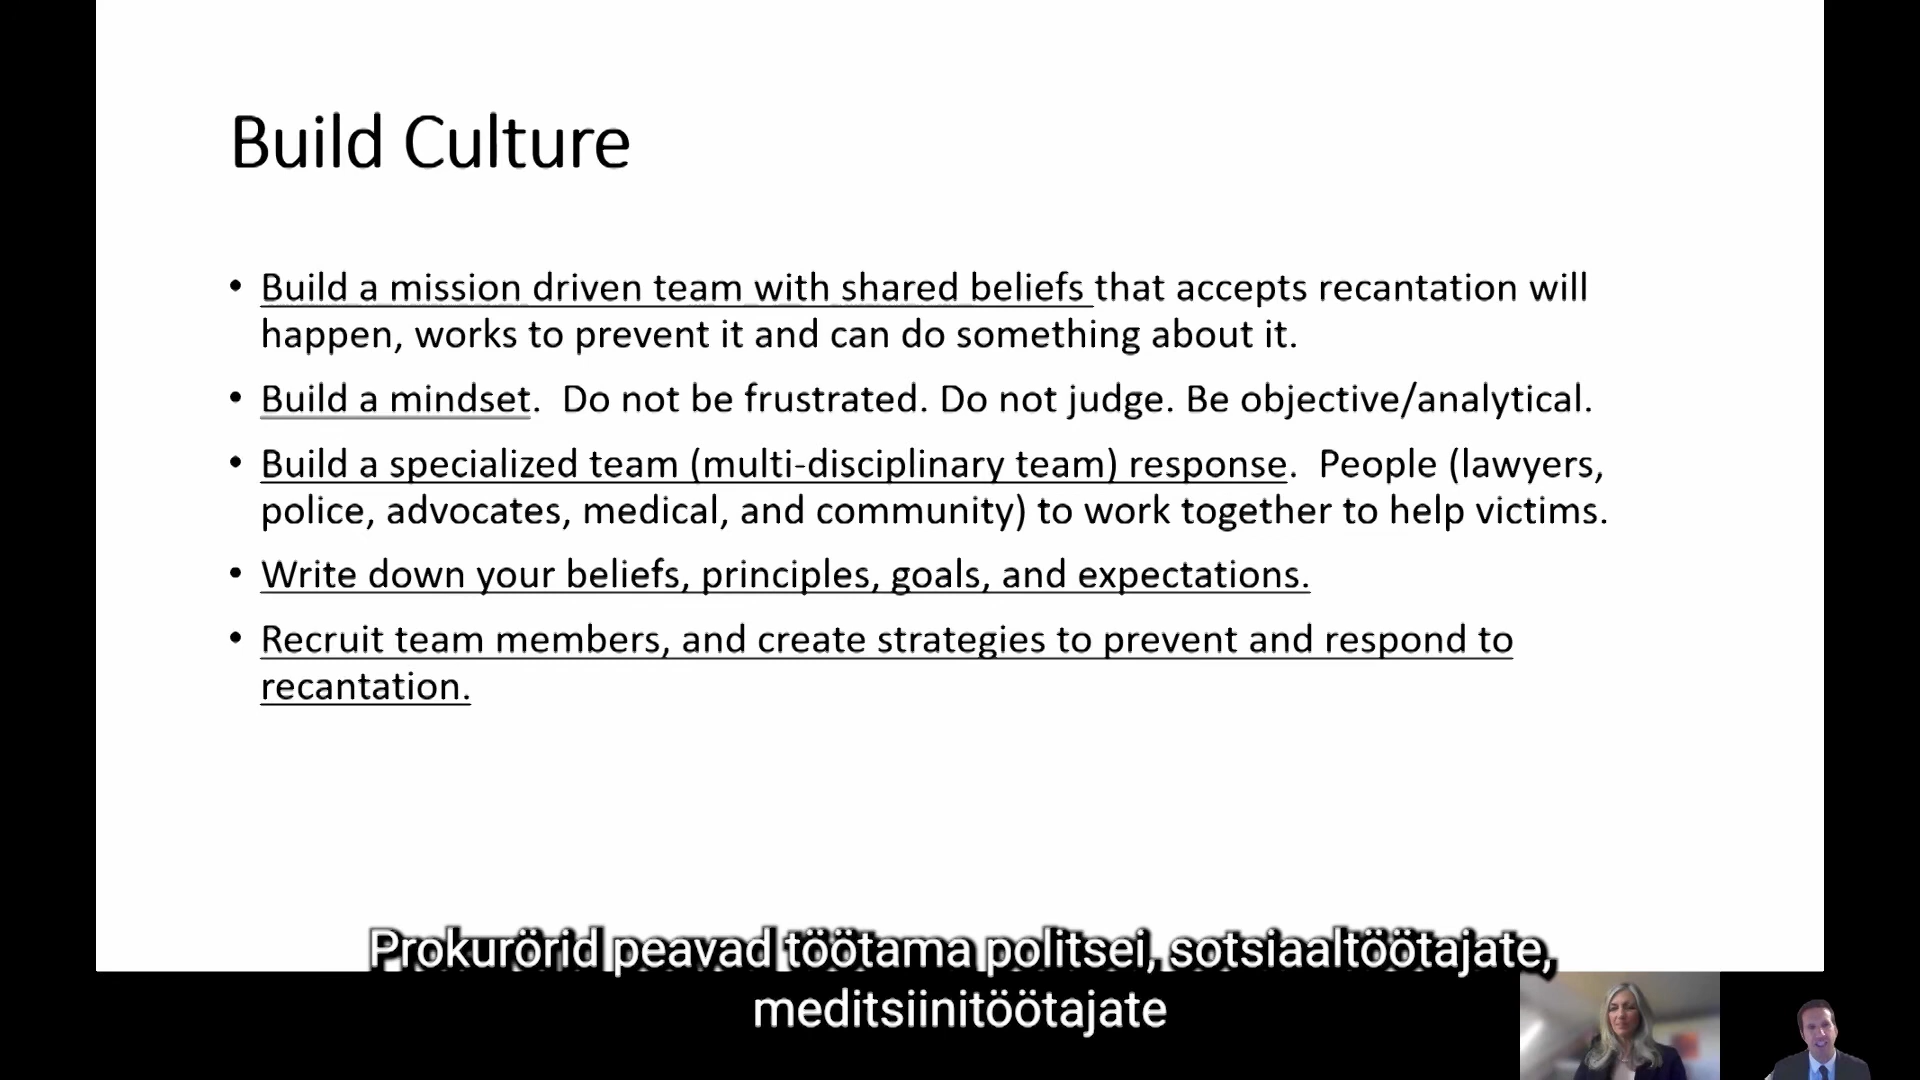 Build Culture
• Build a mission driven team with shared beliefs that accepts recantation will
happen, works to prevent it and can do something about it.
• Build a mindset.  Do not be frustrated. Do not judge. Be objective/analytical.
• Build a specialized team (multi-disciplinary team) response.  People (lawyers,
police, advocates, medical, and community) to work together to help victims.
• Write down your beliefs, principles, goals, and expectations.
• Recruit team members, and create strategies to prevent and respond to
recantation.
Prokurörid peavad töötama politsei, sotsiaaltöötajate,
meditsiinitöötajate